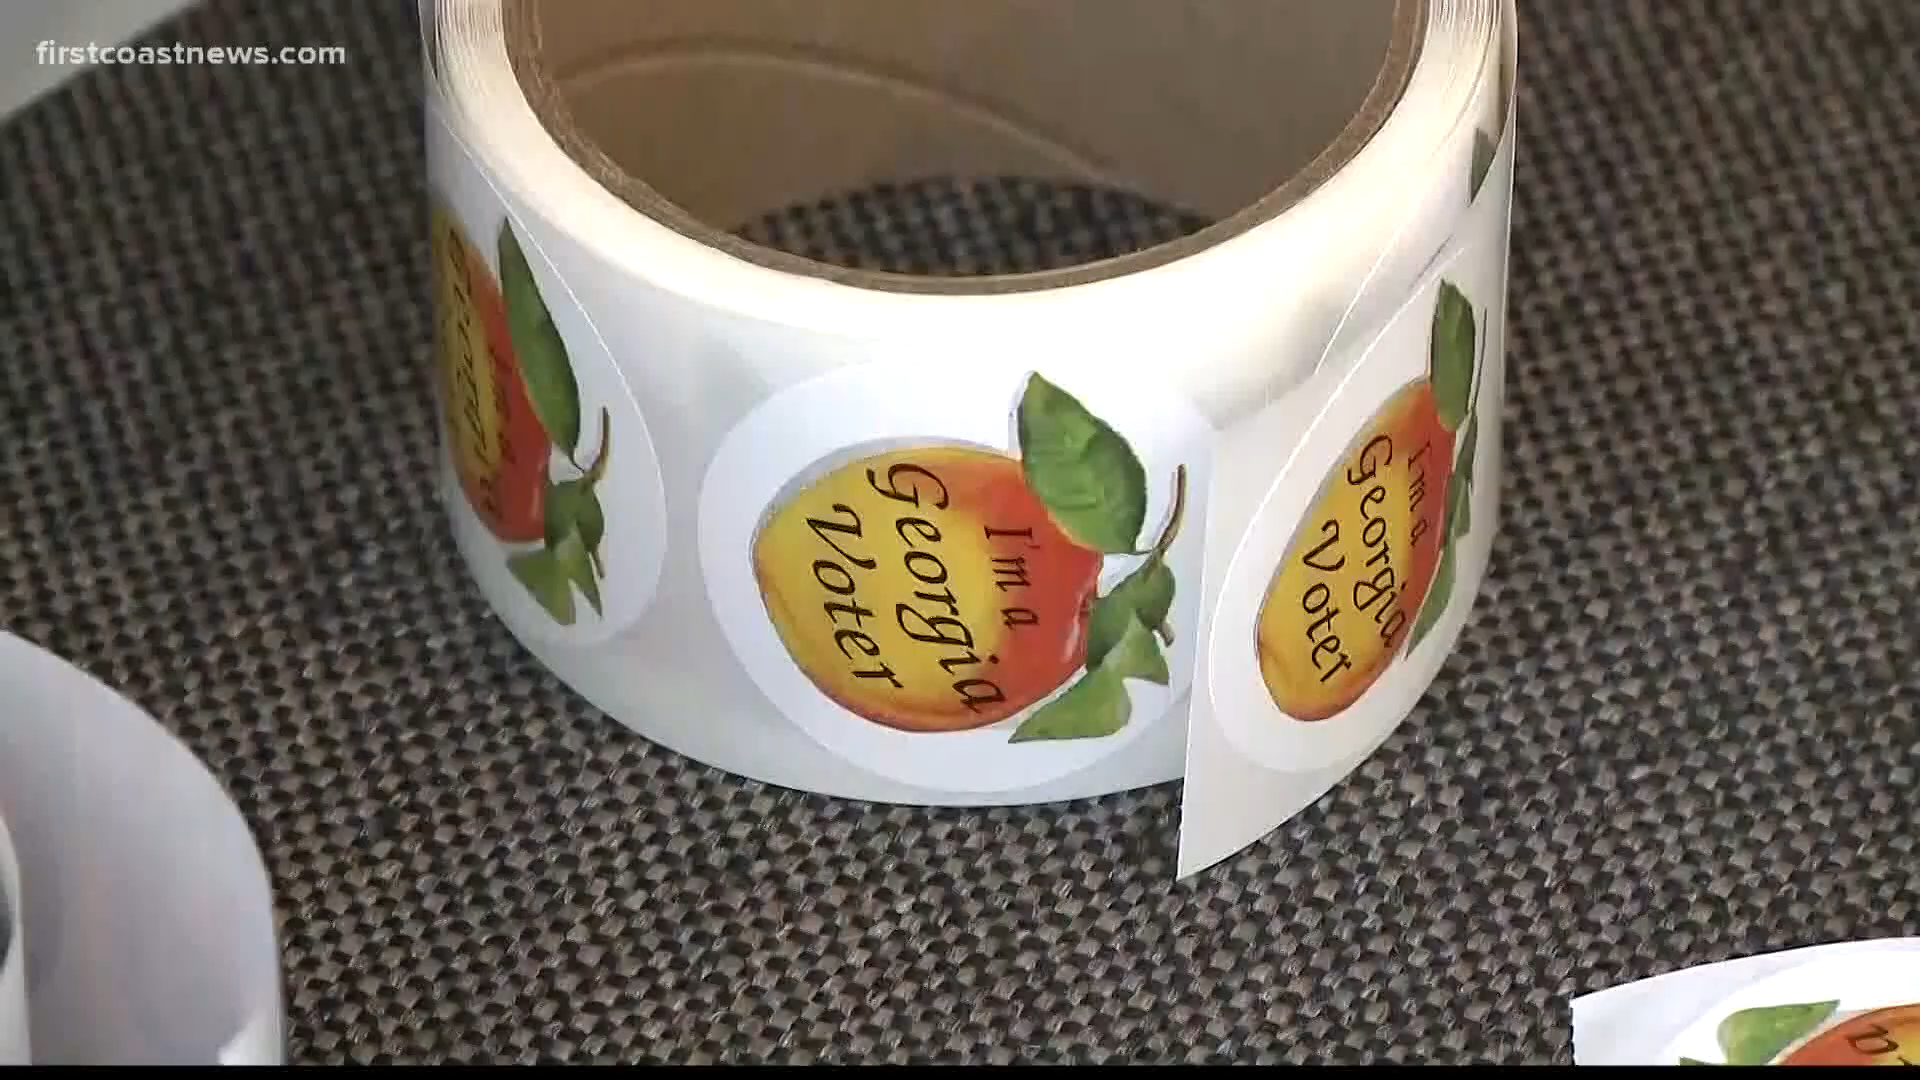 firstcoastnews.com
I'm a
Georgia
Voter
I'm a
Georgia
Voter